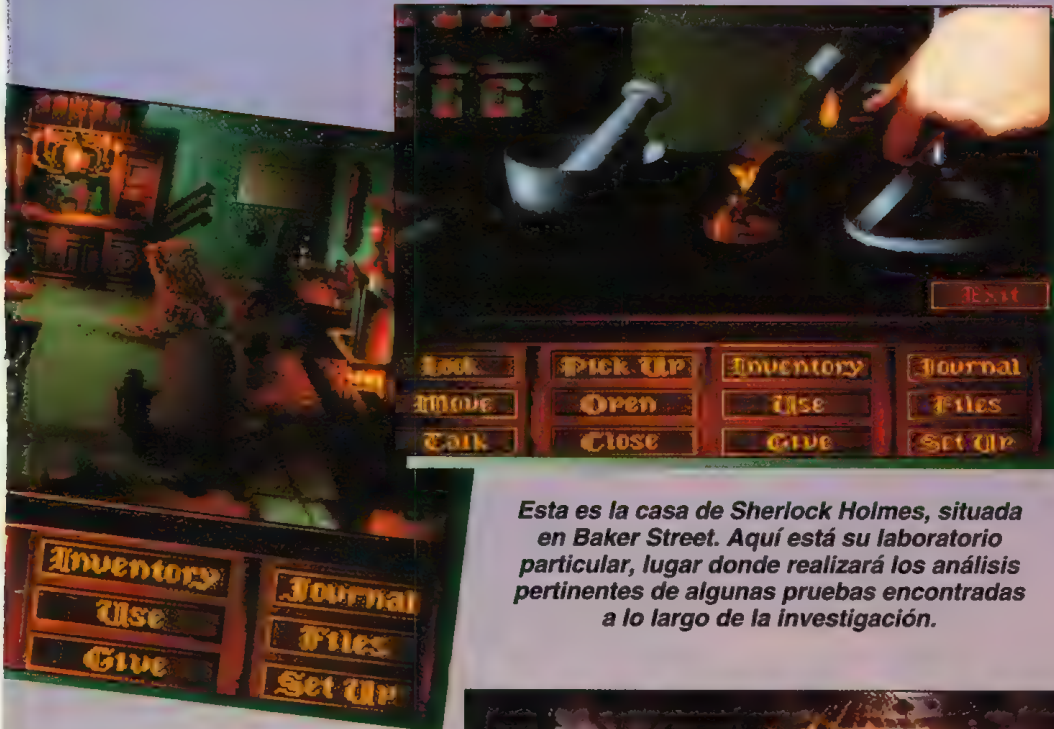 Exit
Look Pick Up Inventory Journal
Move Open Use Files
Talk Close Give Set Up
Inventory Journal
Use Files
Give Set Up
Esta es la casa de Sherlock Holmes, situada
en Baker Street. Aquí está su laboratorio
particular, lugar donde realizará los análisis
pertinentes de algunas pruebas encontradas
a lo largo de la investigación.